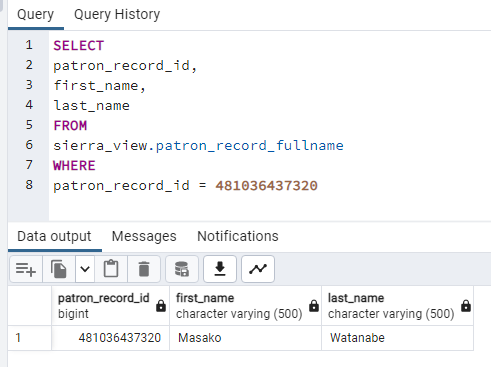 Query Query History
1 SELECT
2 patron_record_id,
3 first_name,
4 last_name
5 FROM
6 sierra_view.patron_record_fullname
7 WHERE
8 patron_record_id = 481036437320
Data output Messages Notifications
patron_record_id first_name last_name
bigint character varying (500) character varying (500)
1 481036437320 Masako Watanabe